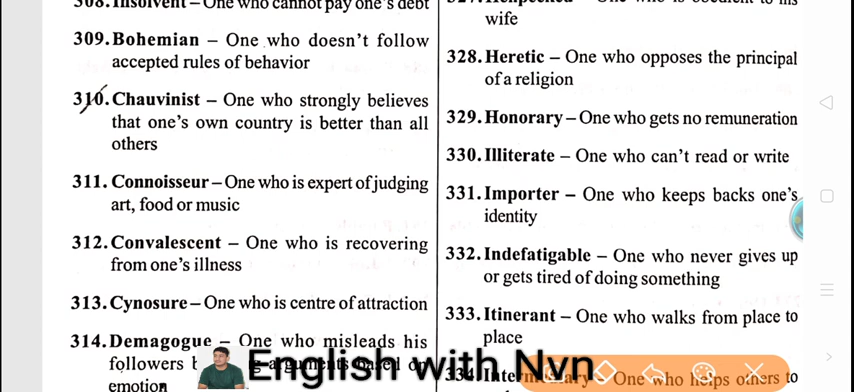 308. Insolvent – One who cannot pay one's debt
309. Bohemian – One who doesn't follow
accepted rules of behavior
310. Chauvinist – One who strongly believes
that one's own country is better than all
others
311. Connoisseur – One who is expert of judging
art, food or music
312. Convalescent – One who is recovering
from one's illness
313. Cynosure – One who is centre of attraction
314. Demagogue – One who misleads his
followers
emotion
wife
328. Heretic – One who opposes the principal
of a religion
329. Honorary – One who gets no remuneration
330. Illiterate – One who can't read or write
331. Importer – One who keeps backs one's
identity
332. Indefatigable – One who never gives up
or gets tired of doing something
333. Itinerant – One who walks from place to
place
One who helps others to
English with Nvn